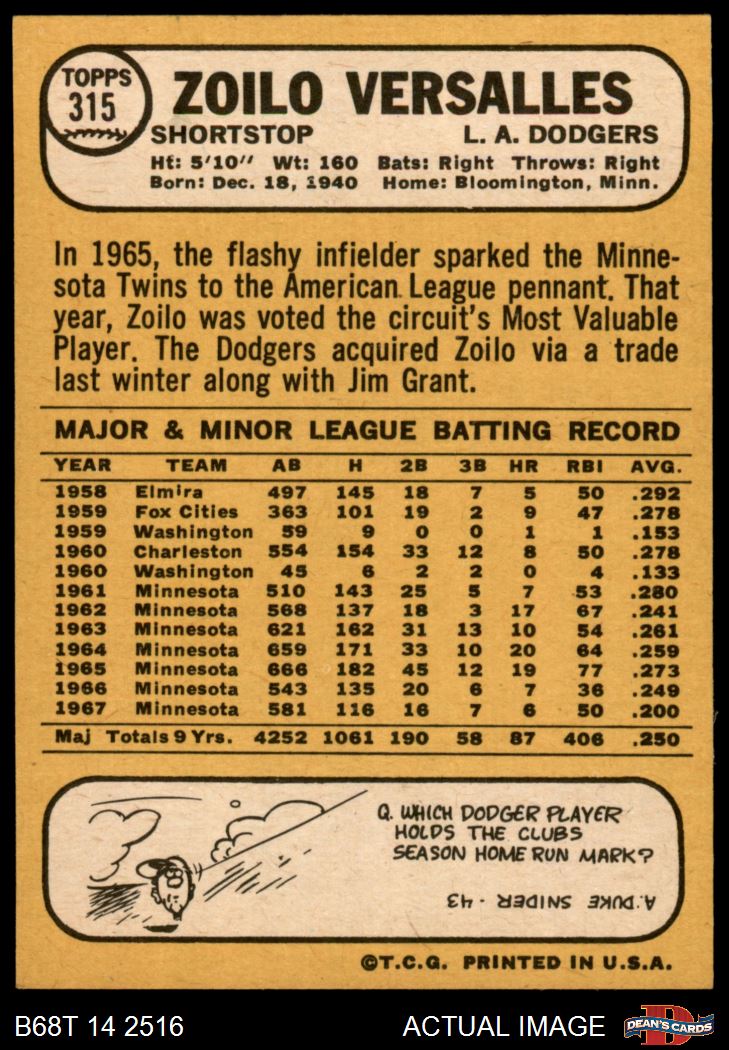 TOPPS
315
ZOILO VERSALLES
SHORTSTOP L. A. DODGERS
Ht: 5'10" Wt: 160 Bats: Right Throws: Right
Born: Dec. 18, 1940 Home: Bloomington, Minn.
In 1965, the flashy infielder sparked the Minne-
sota Twins to the American League pennant. That
year, Zoilo was voted the circuit's Most Valuable
Player. The Dodgers acquired Zoilo via a trade
last winter along with Jim Grant.
MAJOR & MINOR LEAGUE BATTING RECORD
YEAR TEAM AB H 2B 3B HR RBI AVG.
1958 Elmira 497 145 18 7 5 50 .292
1959 Fox Cities 363 101 19 2 9 47 .278
1959 Washington 59 9 0 0 1 1 .153
1960 Charleston 554 154 33 12 8 50 .278
1960 Washington 45 6 2 2 0 4 .133
1961 Minnesota 510 143 25 5 7 53 .280
1962 Minnesota 568 137 18 3 17 67 .241
1963 Minnesota 621 162 31 13 10 54 .261
1964 Minnesota 659 171 33 10 20 64 .259
1965 Minnesota 666 182 45 12 19 77 .273
1966 Minnesota 543 135 20 6 7 36 .249
1967 Minnesota 581 116 16 7 6 50 .200
Maj Totals 9 Yrs. 4252 1061 190 58 87 406 .250
Q. WHICH DODGER PLAYER
HOLDS THE CLUBS
SEASON HOME RUN MARK?
A: DUKE SNIDER - 43
©T.C.G. PRINTED IN U.S.A.
B68T 14 2516 ACTUAL IMAGE
D
DEAN'S CARDS